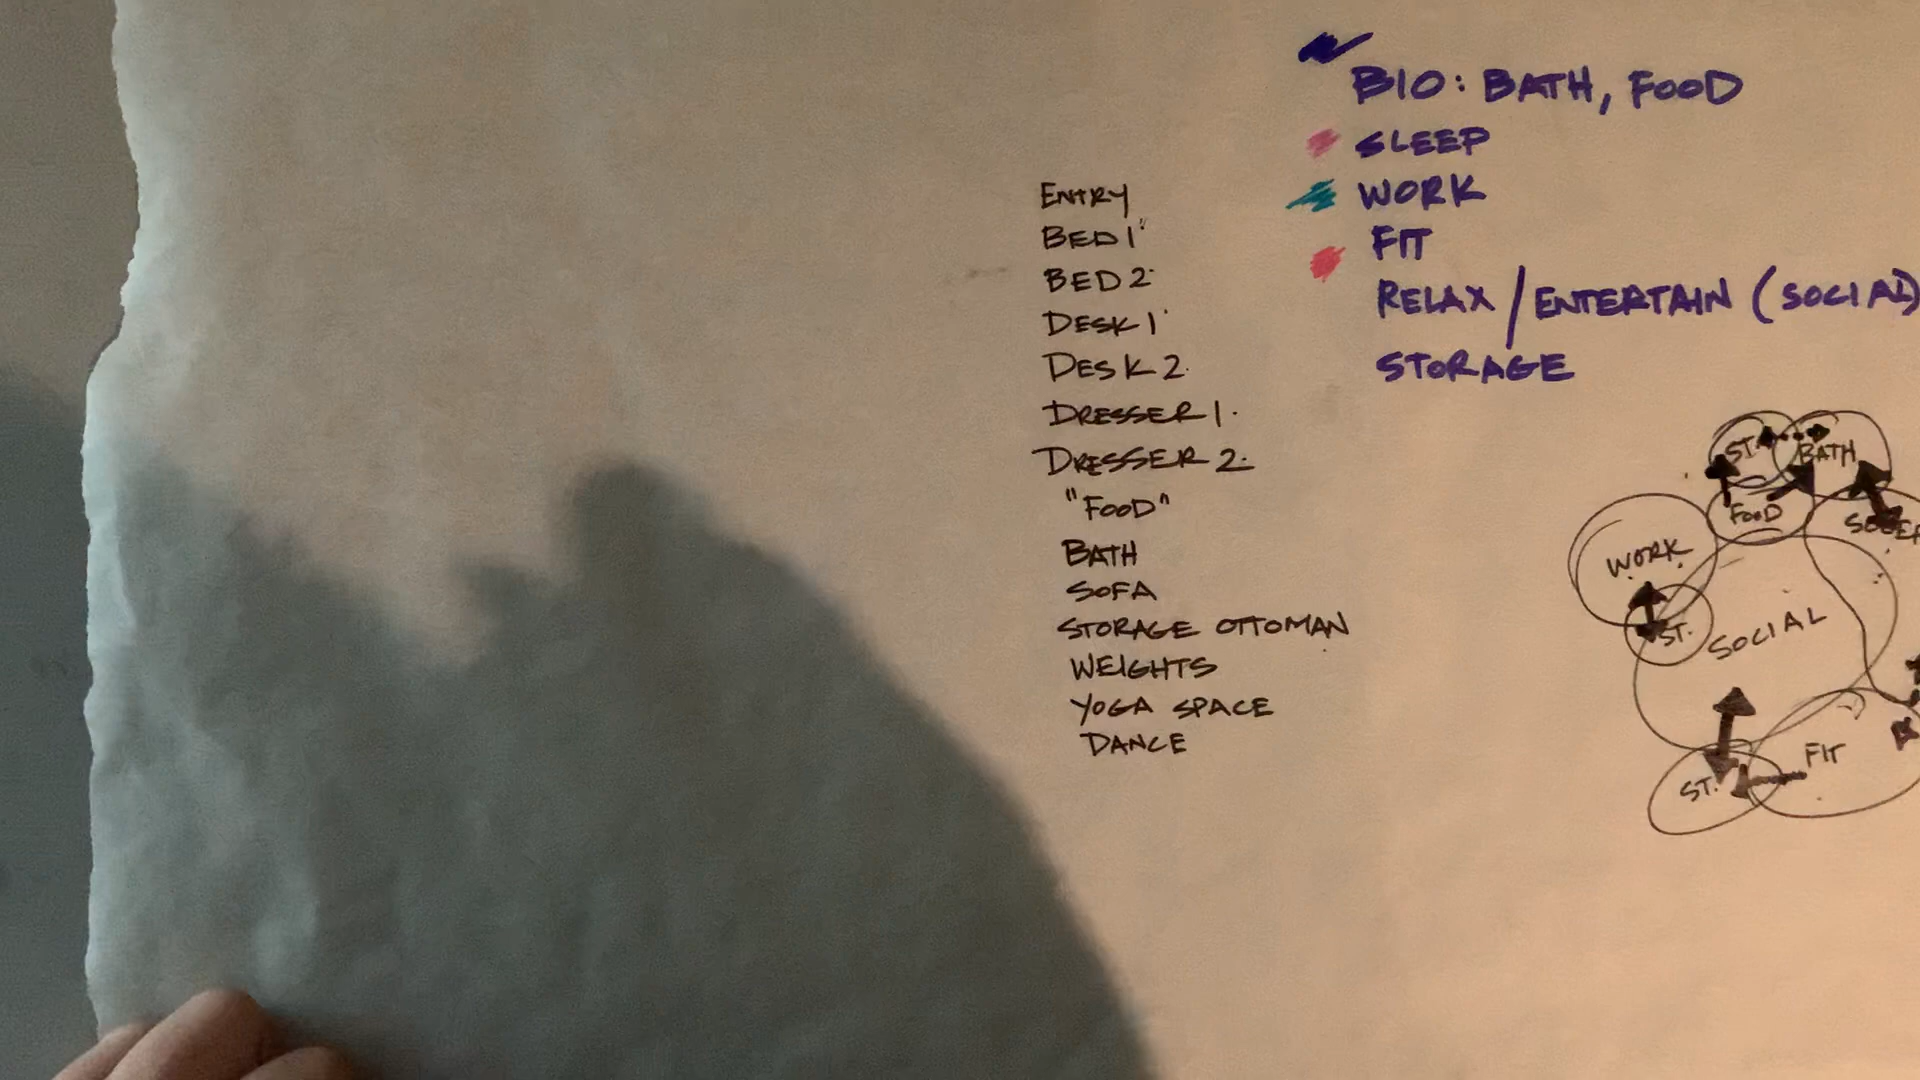 BIO: BATH, FOOD
SLEEP
WORK
FIT
RELAX / ENTERTAIN (SOCIAL)
STORAGE
ENTRY
BED 1
BED 2
DESK 1
DESK 2
DRESSER 1
DRESSER 2
"FOOD"
BATH
SOFA
STORAGE OTTOMAN
WEIGHTS
YOGA SPACE
DANCE
ST.
BATH
FOOD
WORK
ST.
SOCIAL
FIT
ST.